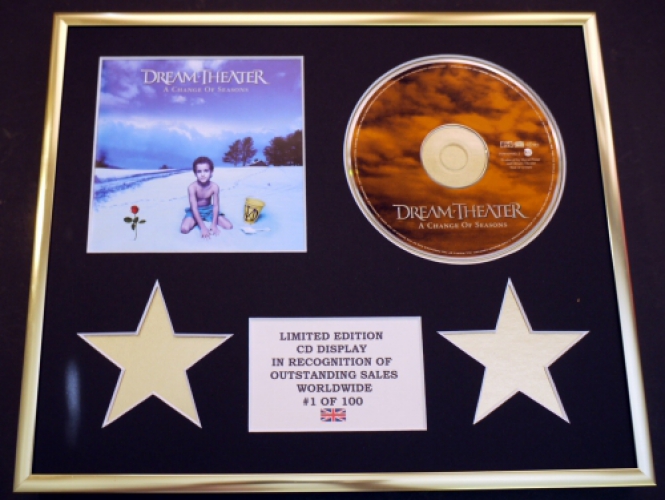 DREAM THEATER
A CHANGE OF SEASONS
DREAM THEATER
A CHANGE OF SEASONS
LIMITED EDITION
CD DISPLAY
IN RECOGNITION OF
OUTSTANDING SALES
WORLDWIDE
#1 OF 100